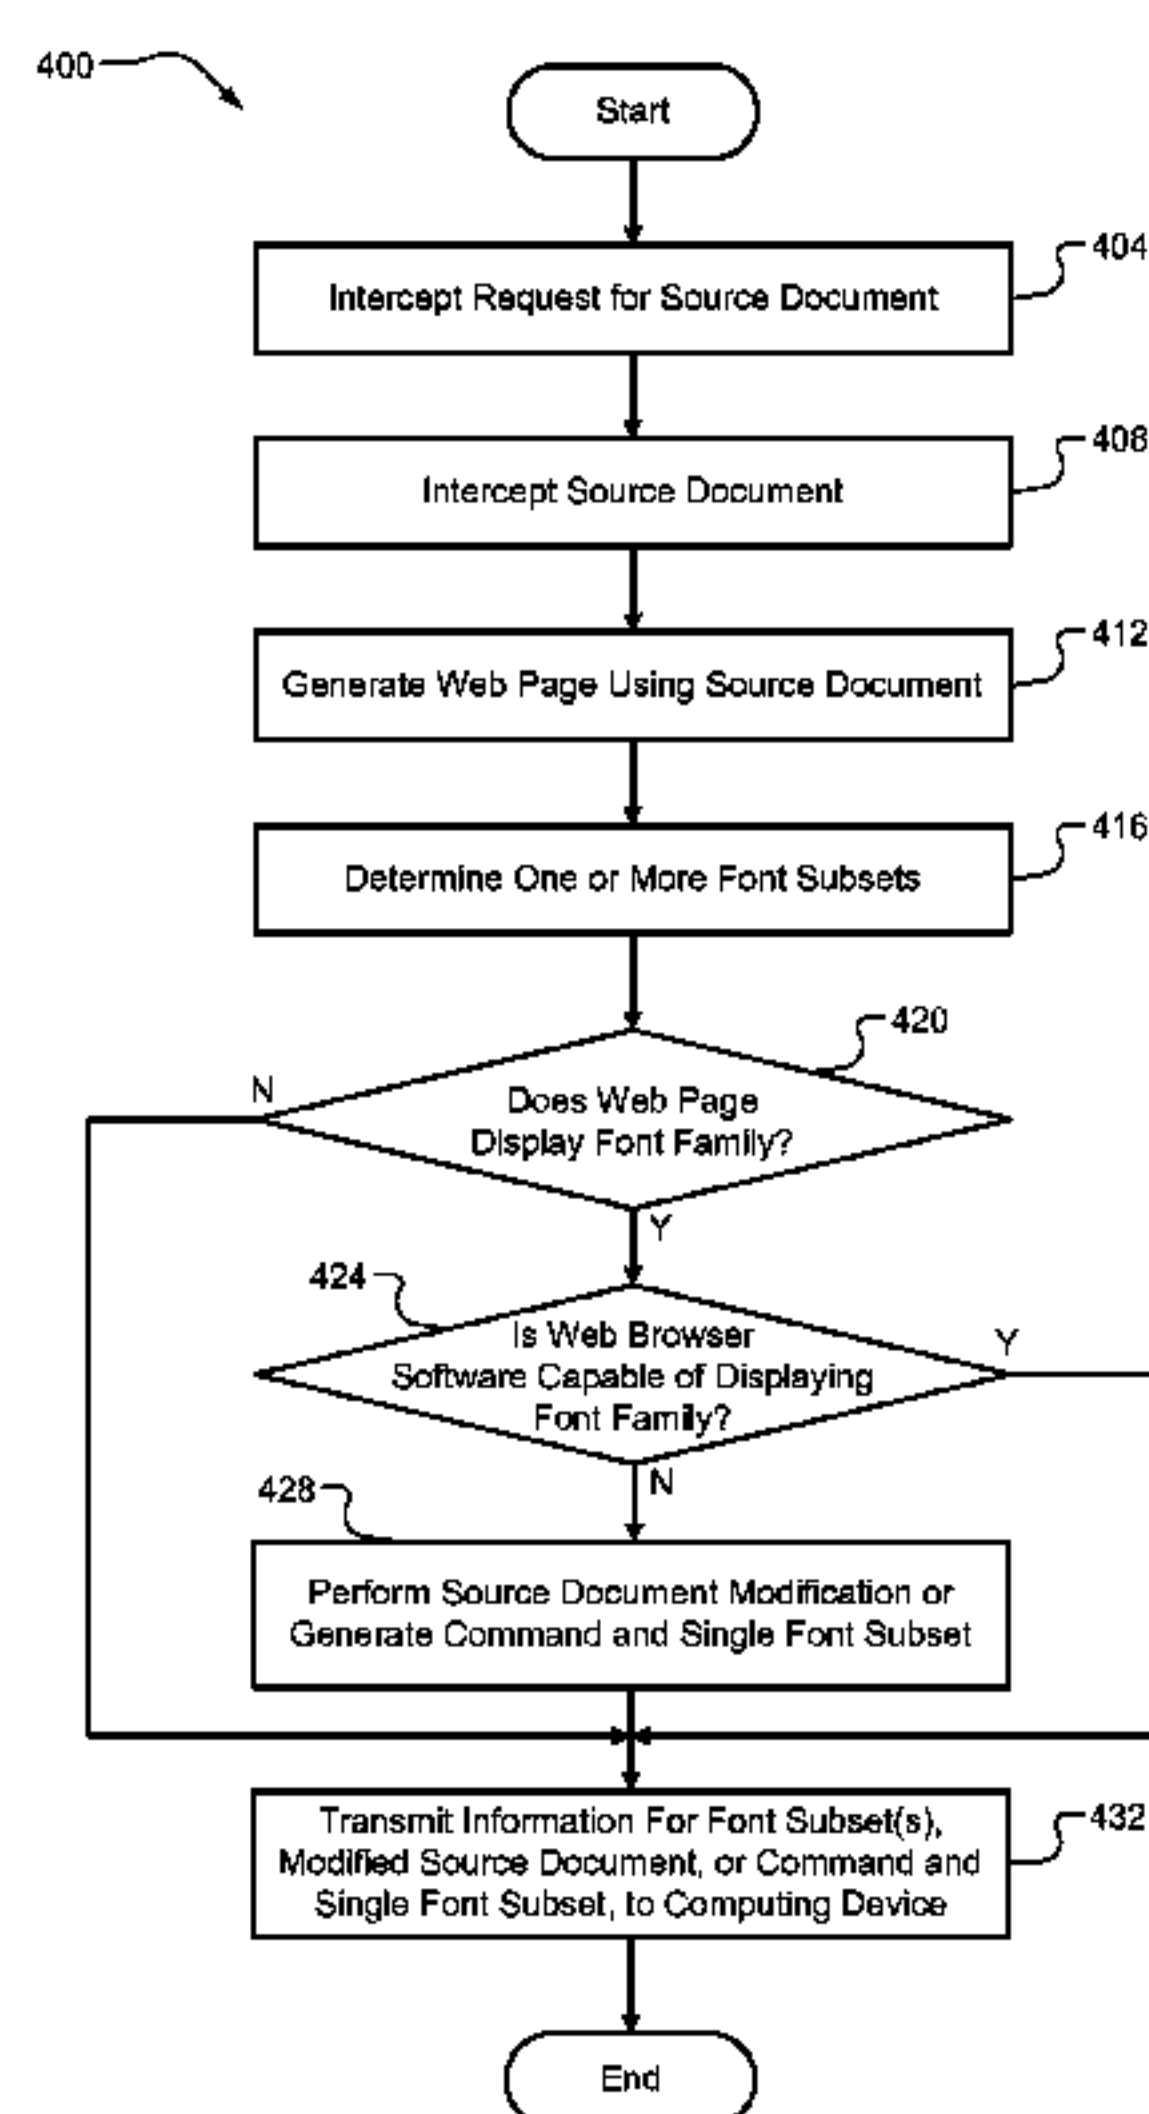 400
Start
404
Intercept Request for Source Document
408
Intercept Source Document
412
Generate Web Page Using Source Document
416
Determine One or More Font Subsets
420
N
Does Web Page
Display Font Family?
Y
424
Is Web Browser
Software Capable of Displaying
Font Family?
Y
N
428
Perform Source Document Modification or
Generate Command and Single Font Subset
Transmit Information For Font Subset(s),
Modified Source Document, or Command and
Single Font Subset, to Computing Device
432
End